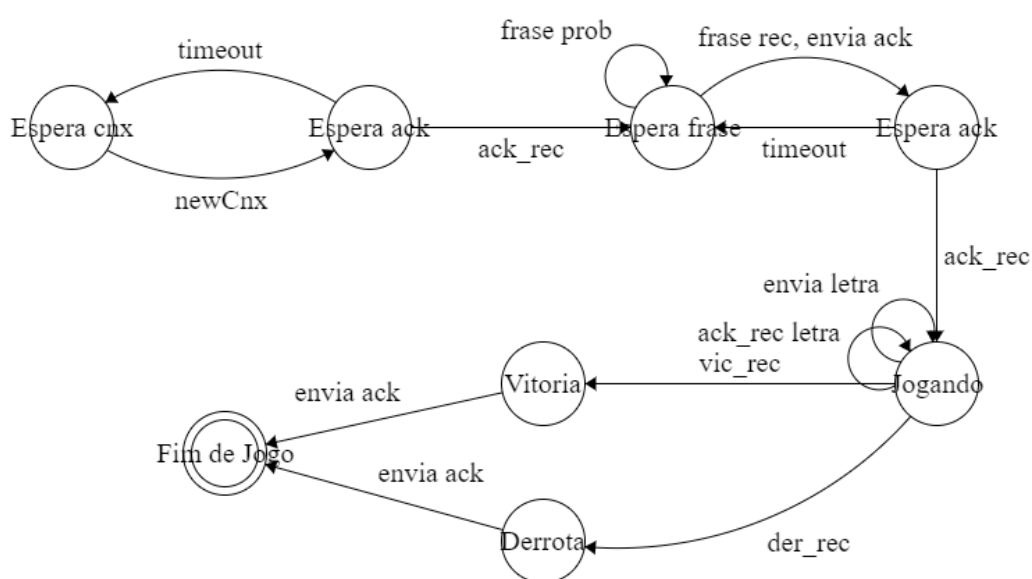 timeout
frase prob
frase rec, envia ack
Espera cnx
Espera ack
Espera frase
Espera ack
ack_rec
timeout
newCnx
ack_rec
envia letra
ack_rec letra
vic_rec
Vitoria
Jogando
envia ack
Fim de Jogo
envia ack
Derrota
der_rec